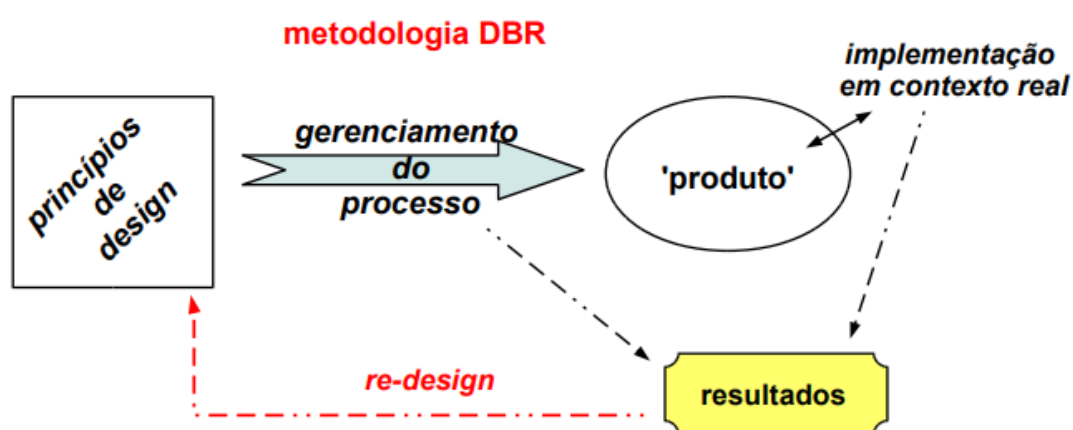 metodologia DBR
implementação
em contexto real
princípios
de
design
gerenciamento
do
processo
'produto'
re-design
resultados